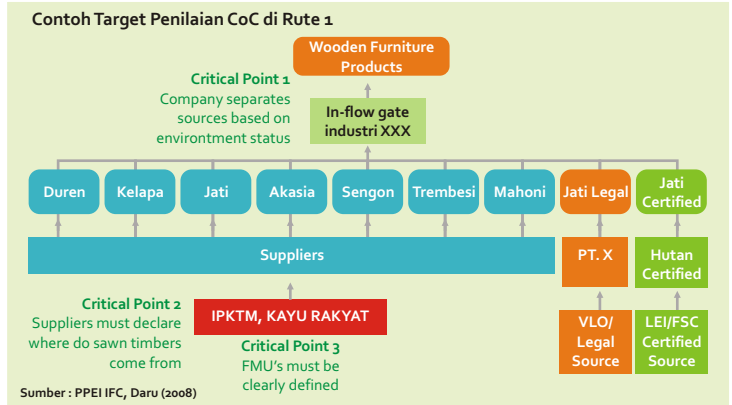 Contoh Target Penilaian CoC di Rute 1
Wooden Furniture
Products
Critical Point 1
Company separates
sources based on
environtment status
In-flow gate
industri XXX
Duren
Kelapa
Jati
Akasia
Sengon
Trembesi
Mahoni
Jati Legal
Jati
Certified
Suppliers
PT. X
Hutan
Certified
Critical Point 2
Suppliers must declare
where do sawn timbers
come from
IPKTM, KAYU RAKYAT
Critical Point 3
FMU's must be
clearly defined
VLO/
Legal
Source
LEI/FSC
Certified
Source
Sumber : PPEI IFC, Daru (2008)